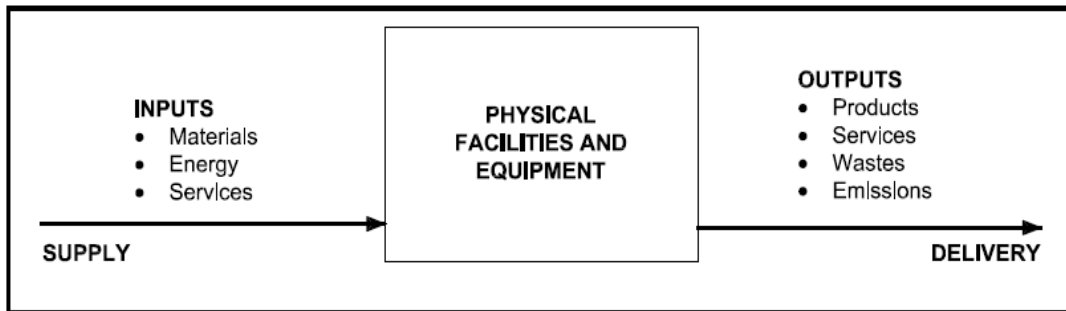 INPUTS
• Materials
• Energy
• Services
SUPPLY
PHYSICAL
FACILITIES AND
EQUIPMENT
OUTPUTS
• Products
• Services
• Wastes
• Emissions
DELIVERY